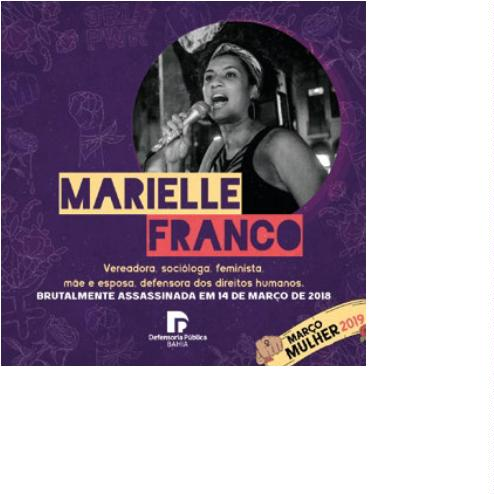 MARIELLE
FRANCO
Vereadora, socióloga, feminista,
mãe e esposa, defensora dos direitos humanos.
BRUTALMENTE ASSASSINADA EM 14 DE MARÇO DE 2018
Defensoria Pública
BAHIA
MARÇO
MULHER 2019